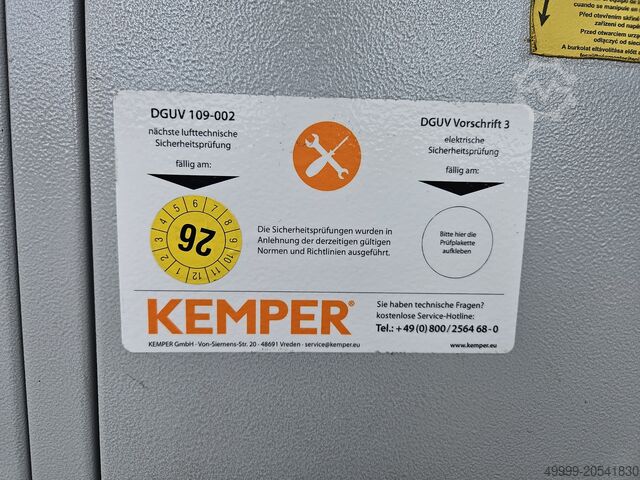 DGUV 109-002
nächste lufttechnische
Sicherheitsprüfung
fällig am:
DGUV Vorschrift 3
elektrische
Sicherheitsprüfung
fällig am:
1 2 3 4 5 6 7 8 9 10 11 12
26
Die Sicherheitsprüfungen wurden in
Anlehnung der derzeitigen gültigen
Normen und Richtlinien ausgeführt.
Bitte hier die
Prüfplakette
aufkleben
KEMPER®
Sie haben technische Fragen?
kostenlose Service-Hotline:
Tel.: +49 (0) 800 / 2564 68-0
KEMPER GmbH · Von-Siemens-Str. 20 · 48691 Vreden · service@kemper.eu
www.kemper.eu
cuando se manipule en
Před otevřením skříně
zařízení od napá
Przed otwarciem urząd
odłączyć od siec
A burkolat eltávolítása előtt a
49999-20541830